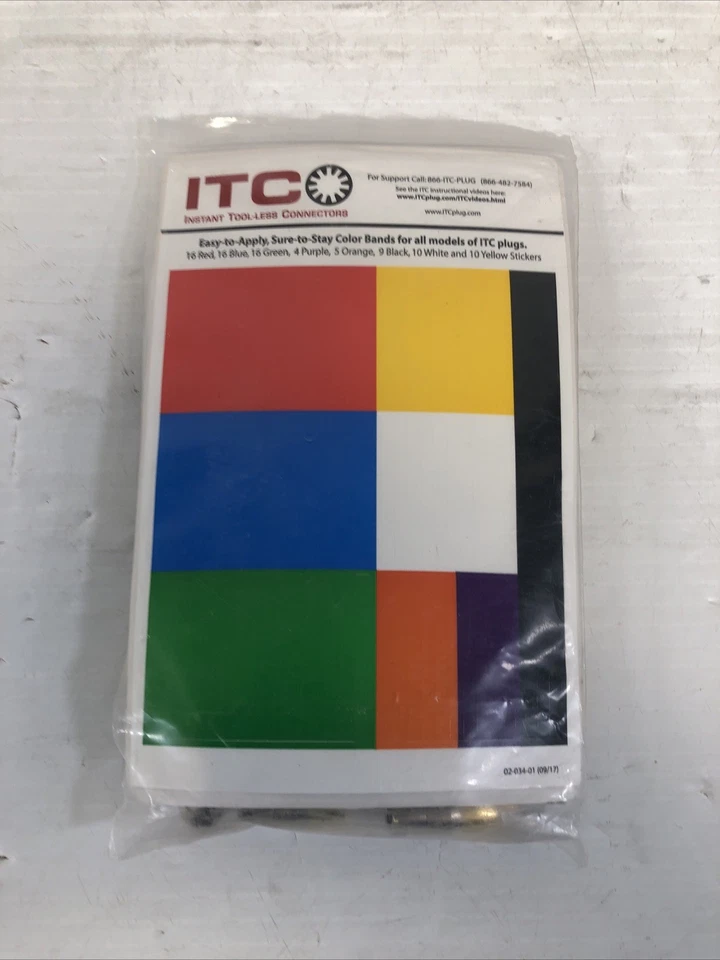 ITC
INSTANT TOOL-LESS CONNECTORS
For Support Call: 866-ITC-PLUG (866-482-7584)
See the ITC instructional videos here:
www.ITCplug.com/ITCvideos.html
www.ITCplug.com
Easy-to-Apply, Sure-to-Stay Color Bands for all models of ITC plugs.
16 Red, 16 Blue, 16 Green, 4 Purple, 5 Orange, 9 Black, 10 White and 10 Yellow Stickers
02-034-01 (09/17)